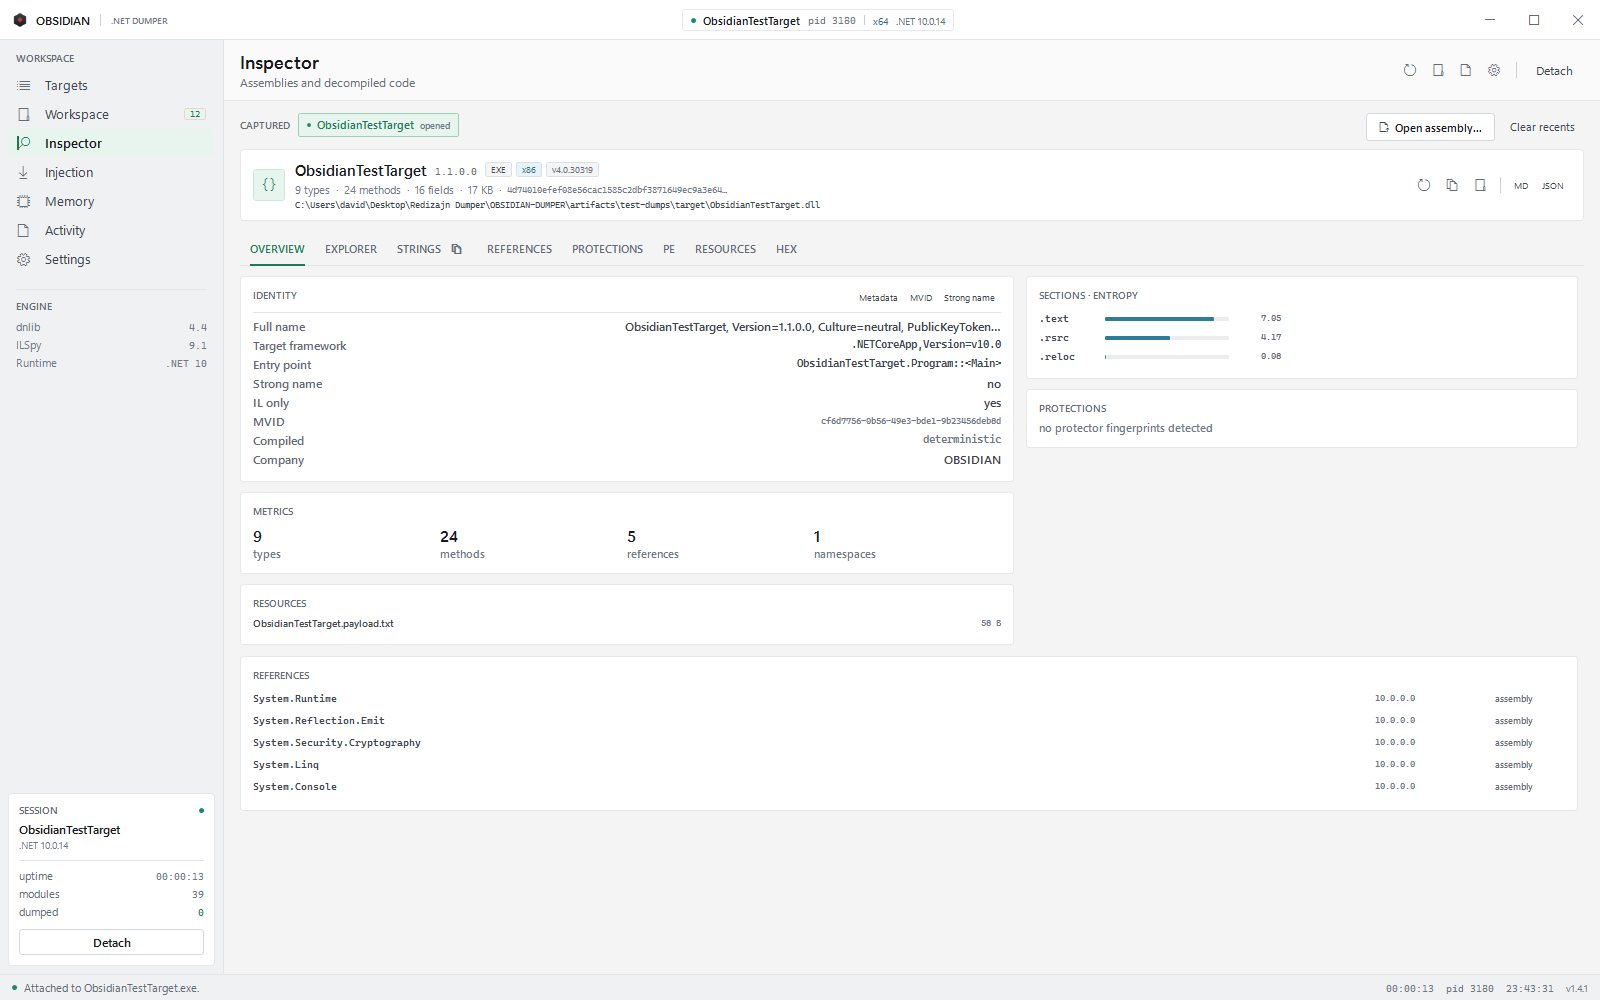 OBSIDIAN .NET DUMPER
ObsidianTestTarget pid 3180 x64 .NET 10.0.14
WORKSPACE
Targets
Workspace 12
Inspector
Injection
Memory
Activity
Settings
ENGINE
dnlib 4.4
ILSpy 9.1
Runtime .NET 10
SESSION
ObsidianTestTarget
.NET 10.0.14
uptime 00:00:13
modules 39
dumped 0
Detach
Inspector
Assemblies and decompiled code
Detach
CAPTURED ObsidianTestTarget opened
Open assembly... Clear recents
{} ObsidianTestTarget 1.1.0.0 EXE x86 v4.0.30319
9 types · 24 methods · 16 fields · 17 KB · 4d74010efef08e56cac1585c2dbf3871649ec9a3e64…
C:\Users\david\Desktop\Redizajn Dumper\OBSIDIAN-DUMPER\artifacts\test-dumps\target\ObsidianTestTarget.dll
MD JSON
OVERVIEW EXPLORER STRINGS REFERENCES PROTECTIONS PE RESOURCES HEX
IDENTITY Metadata MVID Strong name
Full name ObsidianTestTarget, Version=1.1.0.0, Culture=neutral, PublicKeyToken...
Target framework .NETCoreApp,Version=v10.0
Entry point ObsidianTestTarget.Program::<Main>
Strong name no
IL only yes
MVID cf6d7756-0b56-49e3-bde1-9b23456deb8d
Compiled deterministic
Company OBSIDIAN
METRICS
9 24 5 1
types methods references namespaces
RESOURCES
ObsidianTestTarget.payload.txt 58 B
SECTIONS · ENTROPY
.text 7.05
.rsrc 4.17
.reloc 0.08
PROTECTIONS
no protector fingerprints detected
REFERENCES
System.Runtime 10.0.0.0 assembly
System.Reflection.Emit 10.0.0.0 assembly
System.Security.Cryptography 10.0.0.0 assembly
System.Linq 10.0.0.0 assembly
System.Console 10.0.0.0 assembly
Attached to ObsidianTestTarget.exe. 00:00:13 pid 3180 23:43:31 v1.4.1